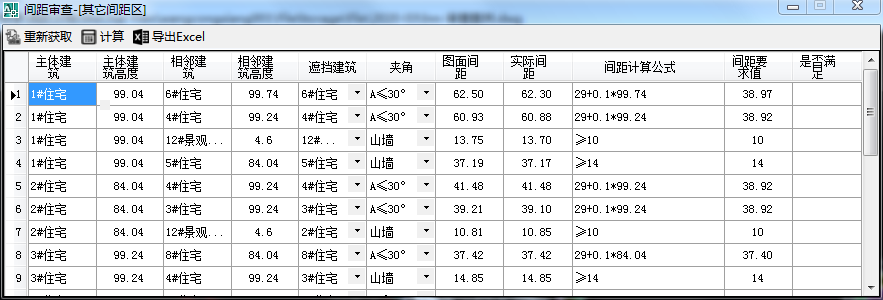 间距审查-[其它间距区]
重新获取 计算 导出Excel
主体建筑 主体建筑高度 相邻建筑 相邻建筑高度 遮挡建筑 夹角 图面间距 实际间距 间距计算公式 间距要求值 是否满足
1 1#住宅 99.04 6#住宅 99.74 6#住宅 A≤30° 62.50 62.30 29+0.1*99.74 38.97
2 1#住宅 99.04 4#住宅 99.24 4#住宅 A≤30° 60.93 60.88 29+0.1*99.24 38.92
3 1#住宅 99.04 12#景观... 4.6 12#... 山墙 13.75 13.70 ≥10 10
4 1#住宅 99.04 5#住宅 84.04 5#住宅 山墙 37.19 37.17 ≥14 14
5 2#住宅 84.04 4#住宅 99.24 4#住宅 A≤30° 41.48 41.48 29+0.1*99.24 38.92
6 2#住宅 84.04 3#住宅 99.24 3#住宅 A≤30° 39.21 39.10 29+0.1*99.24 38.92
7 2#住宅 84.04 12#景观... 4.6 2#住宅 山墙 10.81 10.85 ≥10 10
8 3#住宅 99.24 8#住宅 84.04 8#住宅 A≤30° 37.42 37.42 29+0.1*84.04 37.40
9 3#住宅 99.24 4#住宅 99.24 3#住宅 山墙 14.85 14.85 ≥14 14